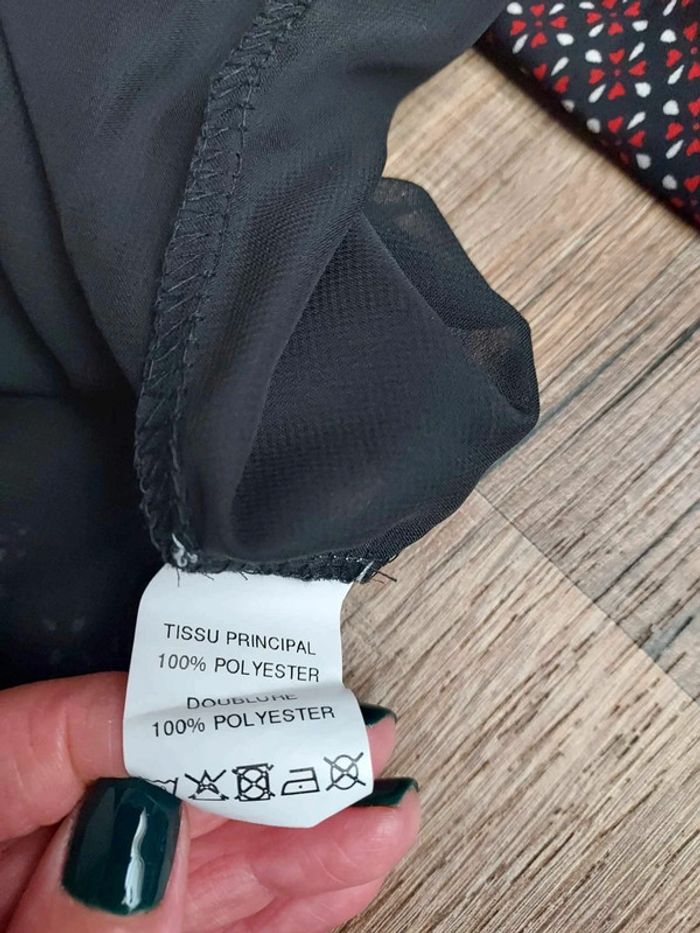 TISSU PRINCIPAL
100% POLYESTER
DOUBLURE
100% POLYESTER